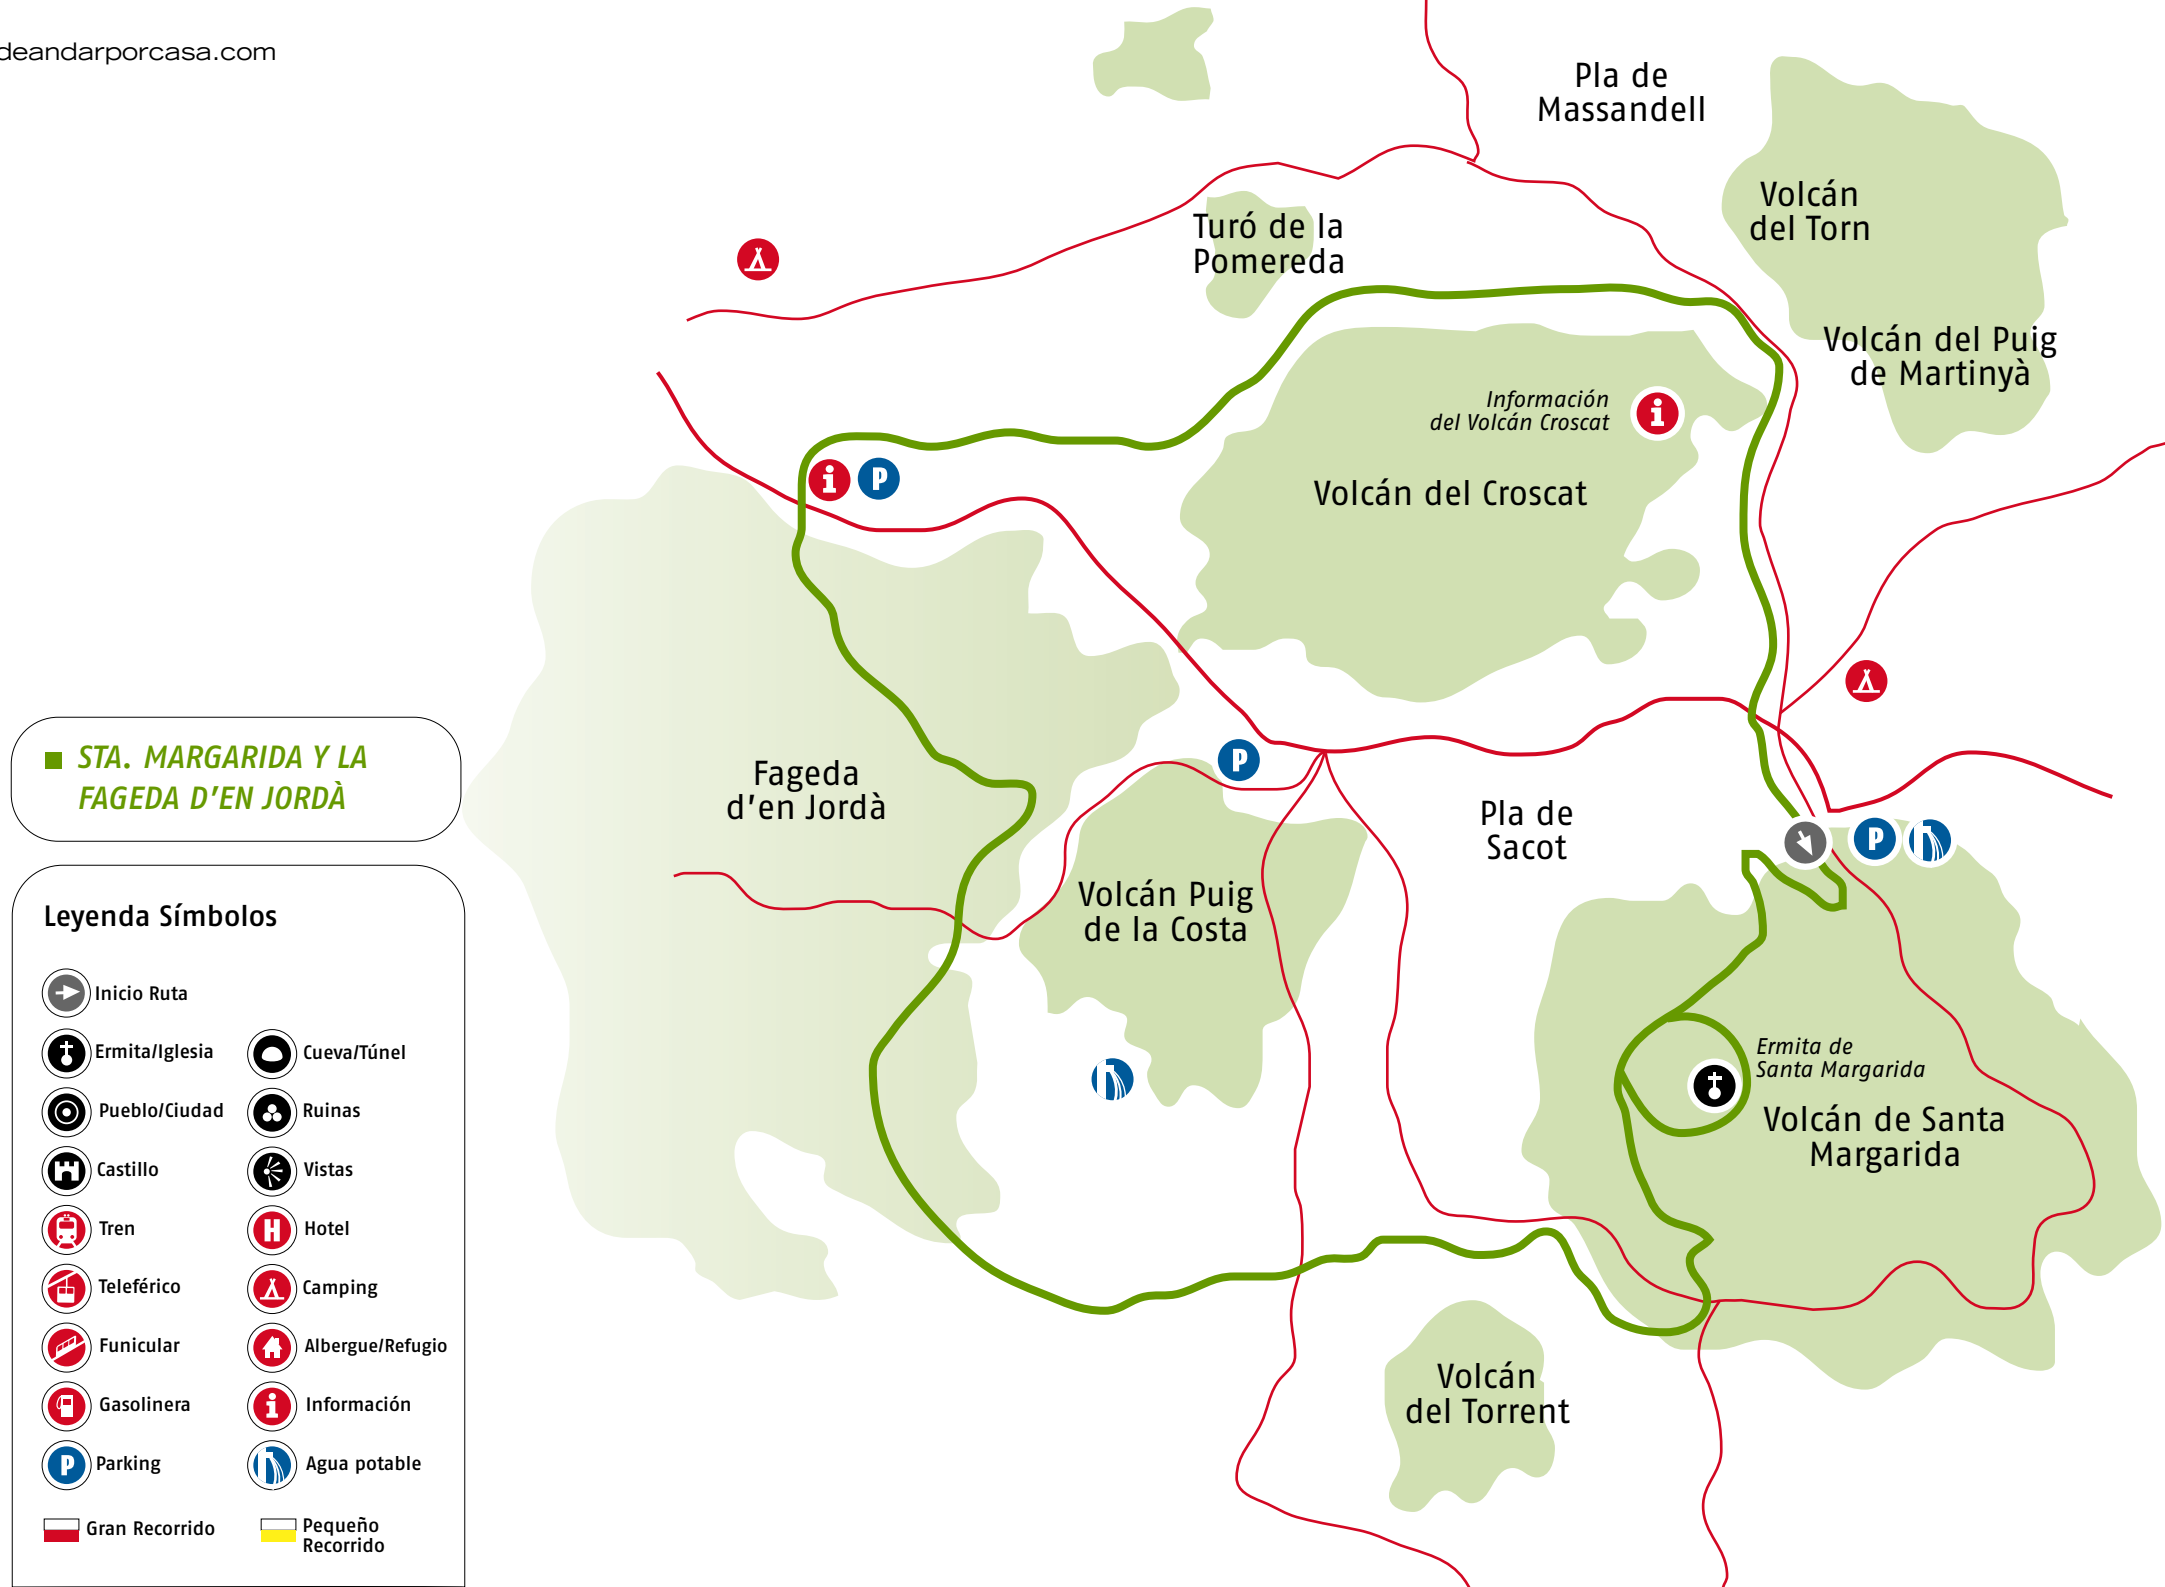 deandarporcasa.com
Pla de
Massandell
Volcán
del Torn
Turó de la
Pomereda
Volcán del Puig
de Martinyà
Información
del Volcán Croscat
Volcán del Croscat
STA. MARGARIDA Y LA
FAGEDA D'EN JORDÀ
Fageda
d'en Jordà
Pla de
Sacot
Volcán Puig
de la Costa
Ermita de
Santa Margarida
Volcán de Santa
Margarida
Volcán
del Torrent
Leyenda Símbolos
Inicio Ruta
Ermita/Iglesia
Cueva/Túnel
Pueblo/Ciudad
Ruinas
Castillo
Vistas
Tren
Hotel
Teleférico
Camping
Funicular
Albergue/Refugio
Gasolinera
Información
Parking
Agua potable
Gran Recorrido
Pequeño
Recorrido